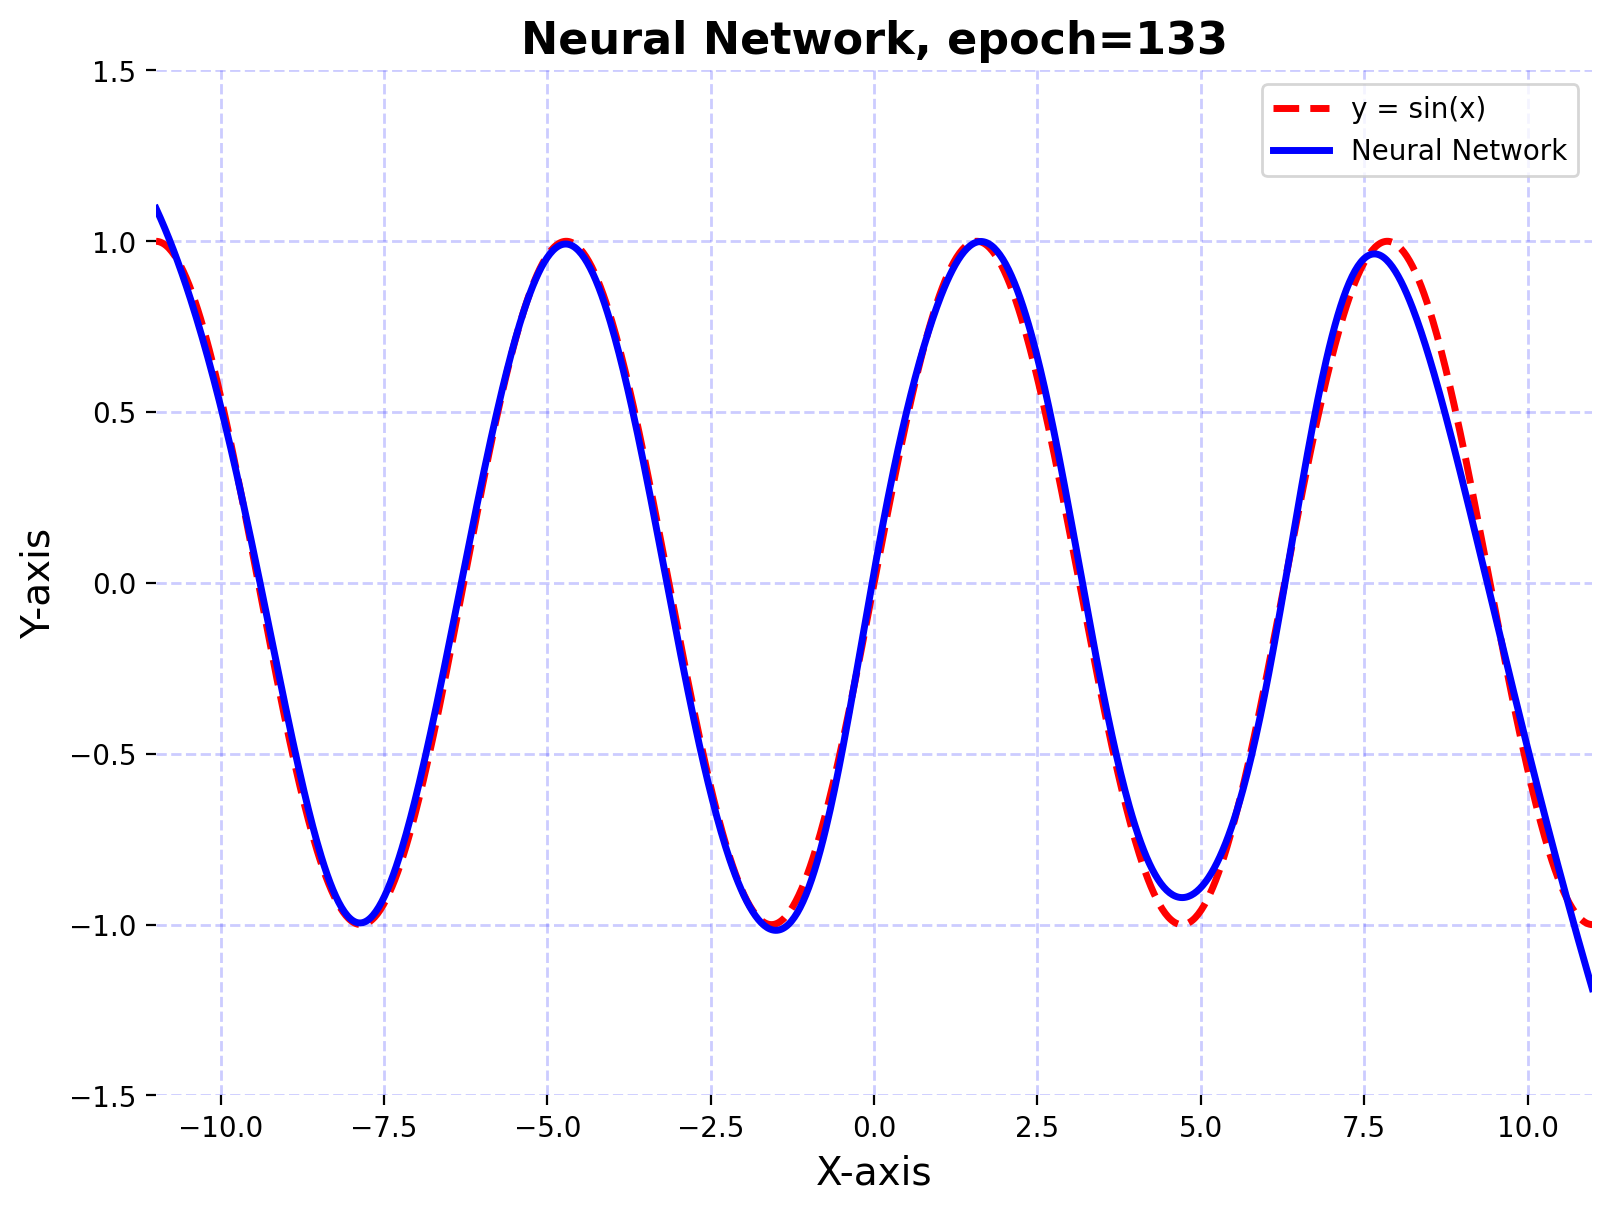 Neural Network, epoch=133
y = sin(x)
Neural Network
1.5
1.0
0.5
0.0
−0.5
−1.0
−1.5
Y-axis
−10.0 −7.5 −5.0 −2.5 0.0 2.5 5.0 7.5 10.0
X-axis